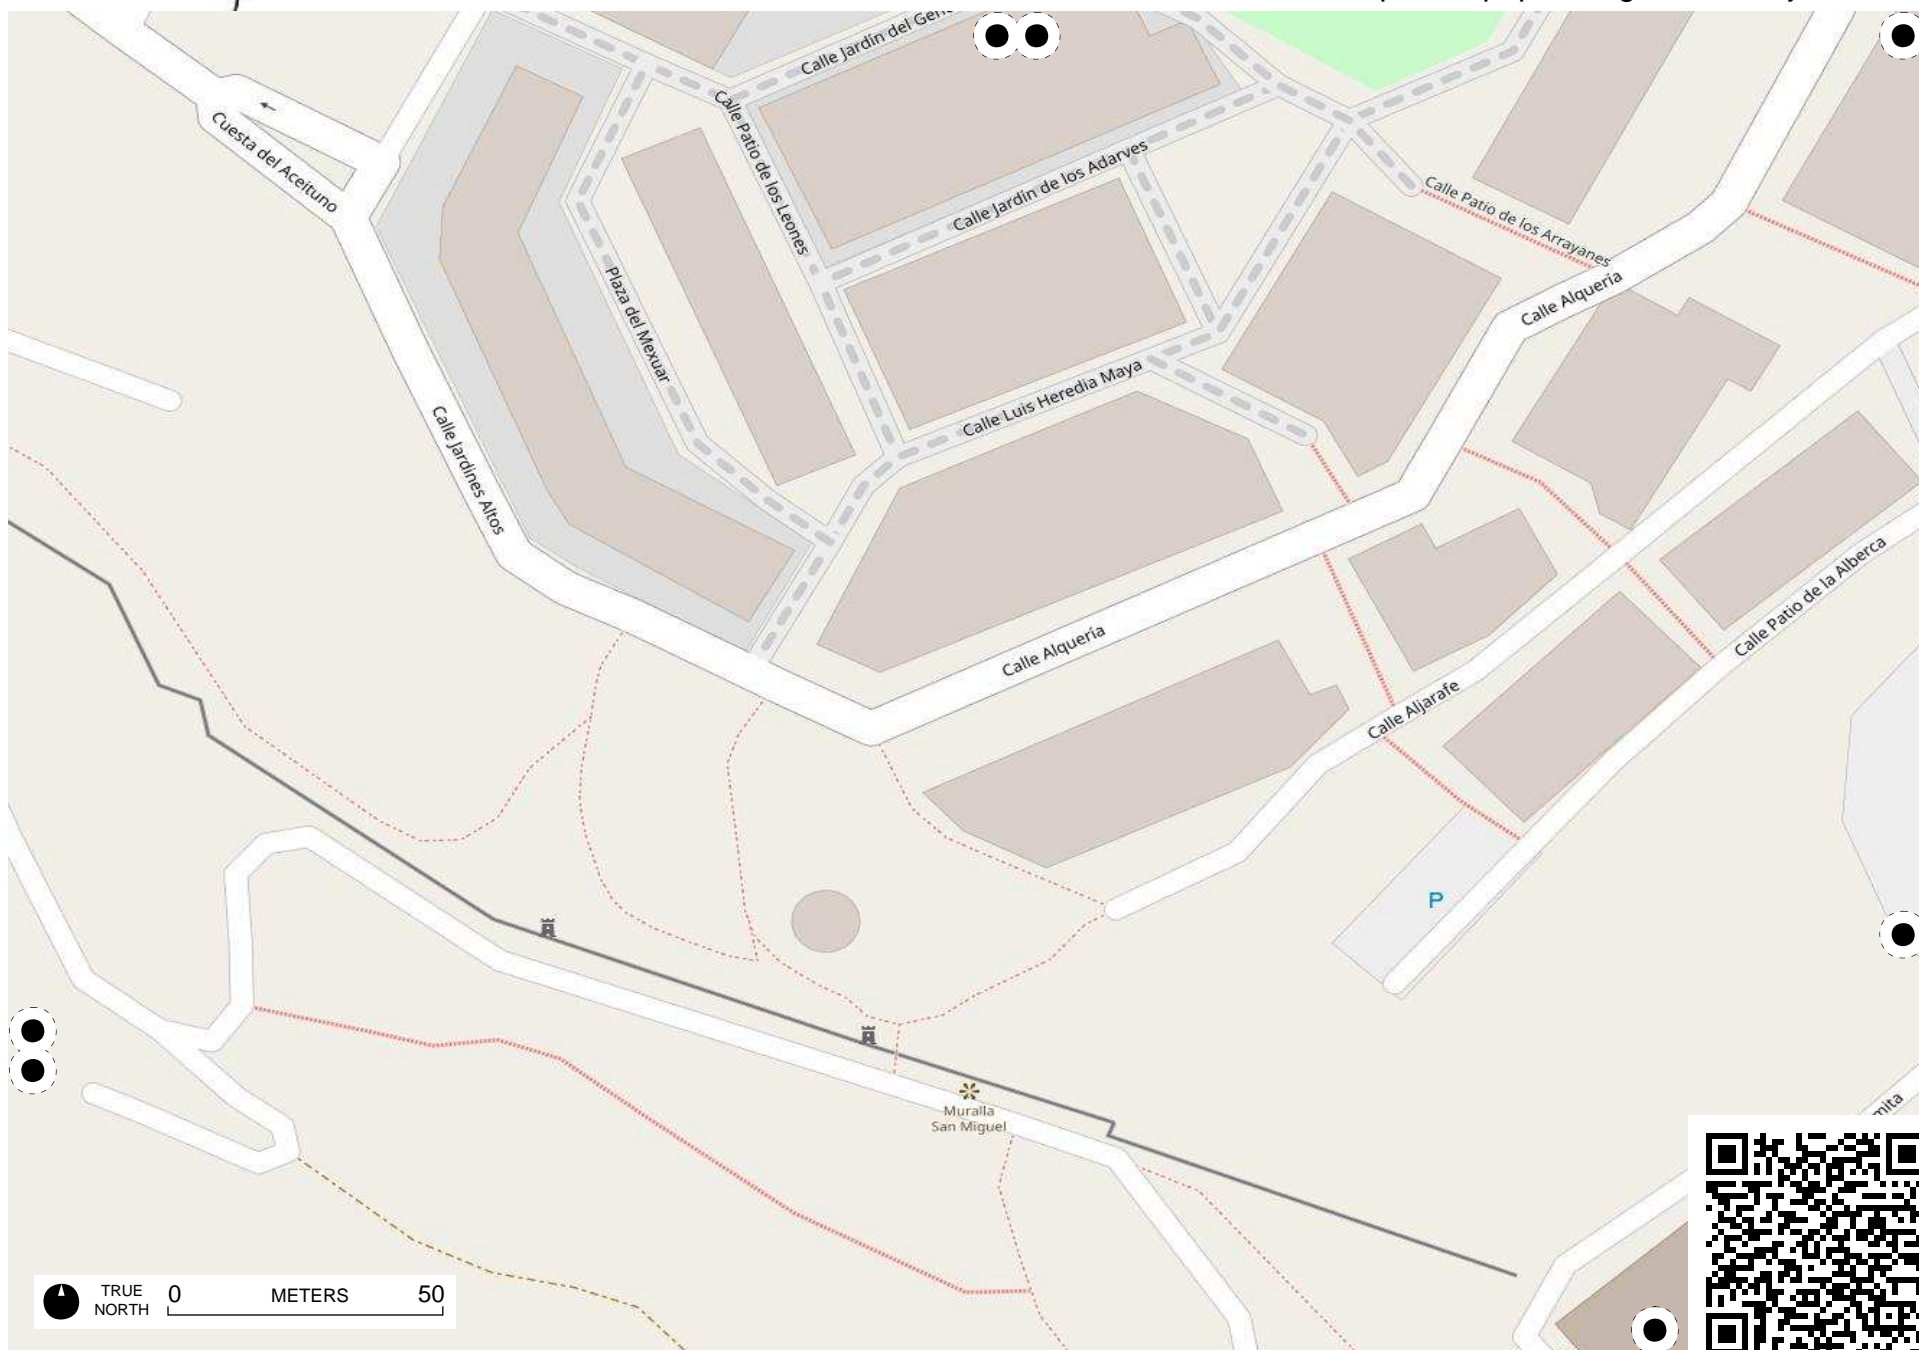 Calle Jardín del Gene
Cuesta del Aceituno
Calle Patio de los Leones
Calle Jardín de los Adarves
Calle Patio de los Arrayanes
Calle Alquería
Plaza del Mexuar
Calle Luis Heredia Maya
Calle Jardines Altos
Calle Patio de la Alberca
Calle Alquería
Calle Aljarafe
P
Muralla
San Miguel
mita
TRUE
NORTH
0 METERS 50